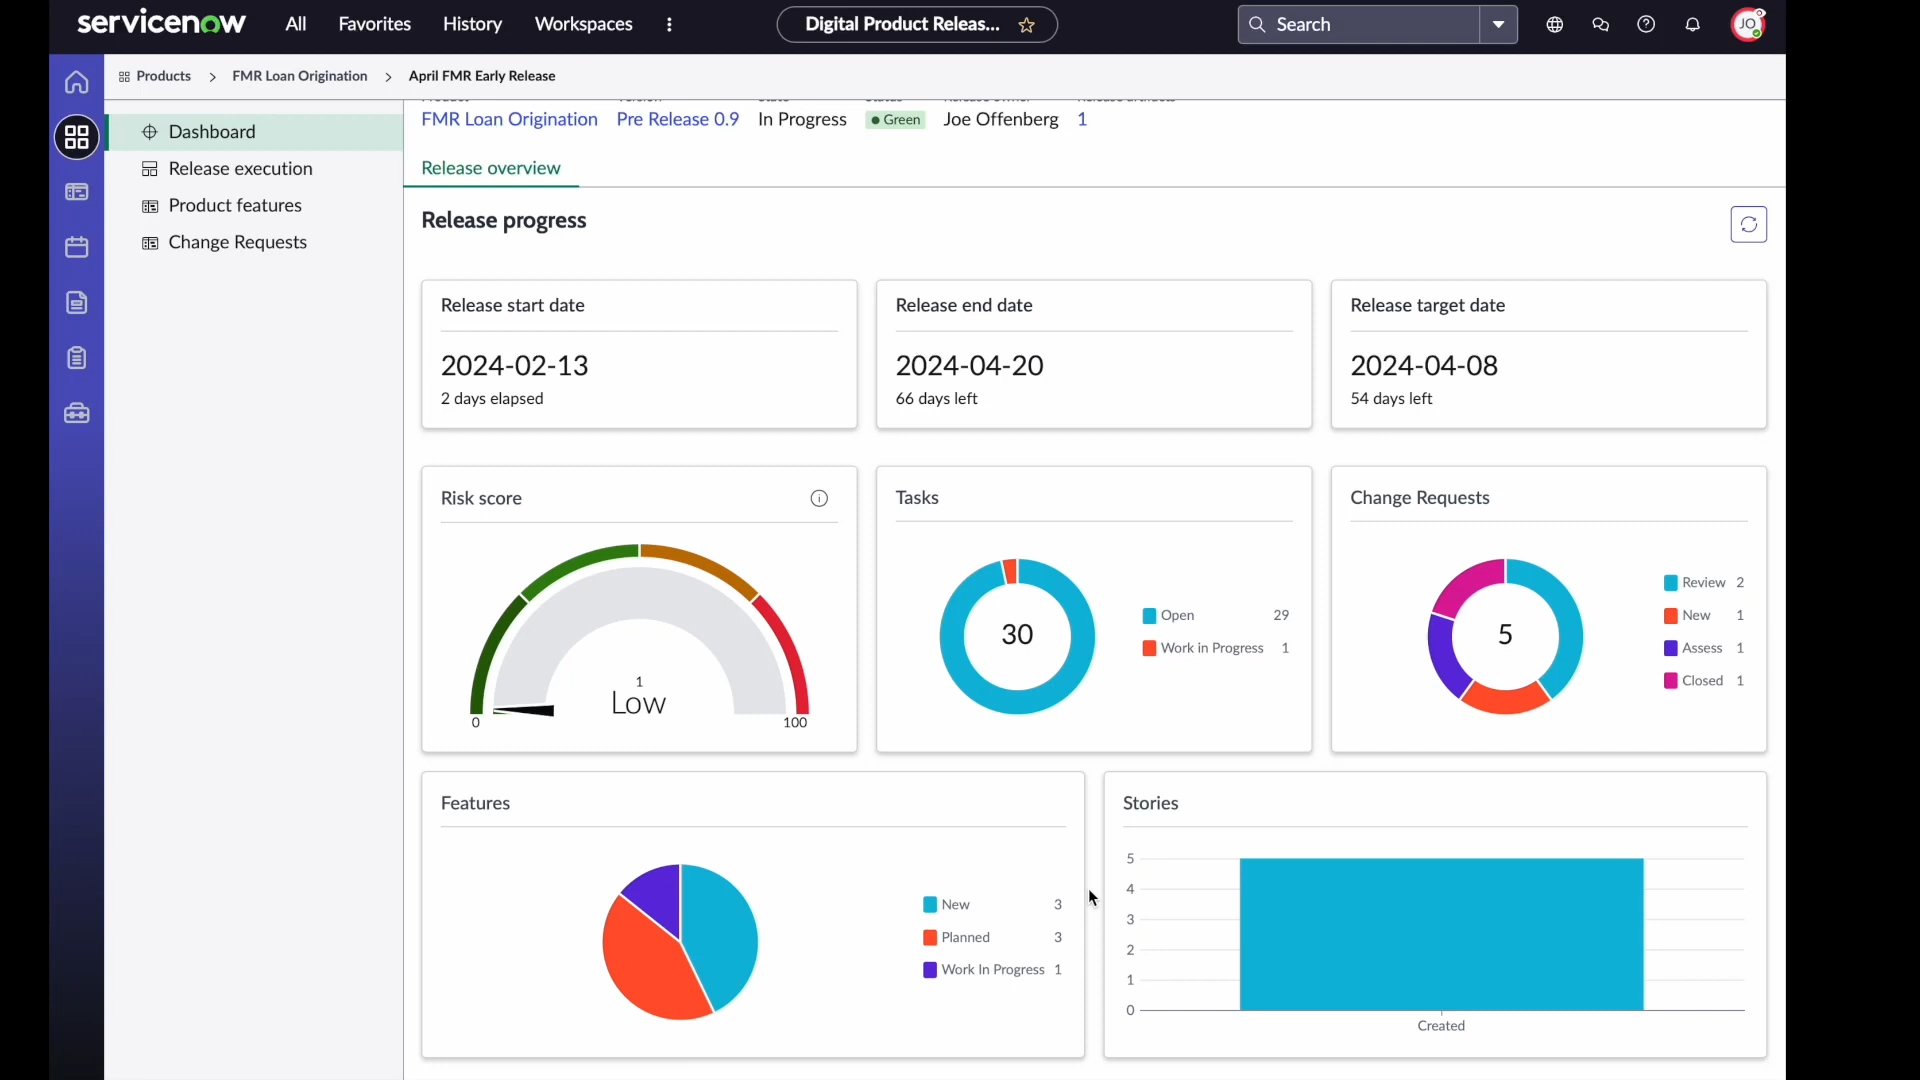 servicenow
All Favorites History Workspaces
Digital Product Releas...
Search
JO
Products > FMR Loan Origination > April FMR Early Release
Dashboard
Release execution
Product features
Change Requests
FMR Loan Origination Pre Release 0.9 In Progress Green Joe Offenberg 1
Release overview
Release progress
Release start date
2024-02-13
2 days elapsed
Release end date
2024-04-20
66 days left
Release target date
2024-04-08
54 days left
Risk score
1
Low
0 100
Tasks
30
Open 29
Work in Progress 1
Change Requests
5
Review 2
New 1
Assess 1
Closed 1
Features
New 3
Planned 3
Work In Progress 1
Stories
5
4
3
2
1
0
Created